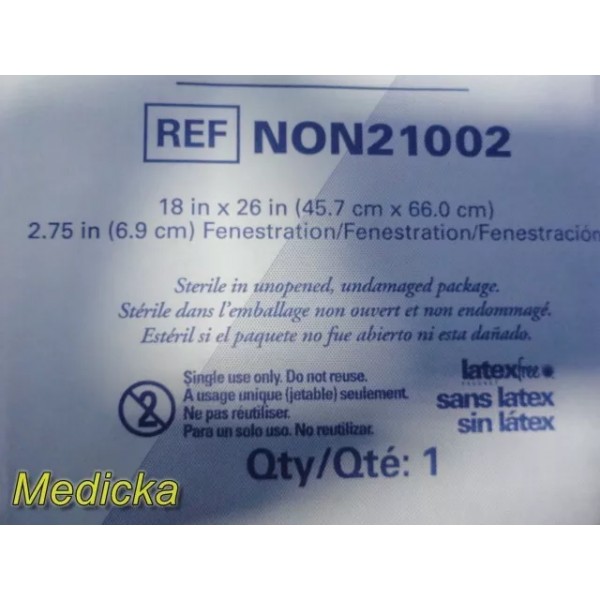 REF NON21002
18 in x 26 in (45.7 cm x 66.0 cm)
2.75 in (6.9 cm) Fenestration/Fenestration/Fenestración
Sterile in unopened, undamaged package.
Stérile dans l'emballage non ouvert et non endommagé.
Estéril si el paquete no fue abierto ni esta dañado.
Single use only. Do not reuse.
A usage unique (jetable) seulement.
Ne pas réutiliser.
Para un solo uso. No reutilizar.
2
latexfree
sans latex
sin látex
Qty/Qté: 1
Medicka